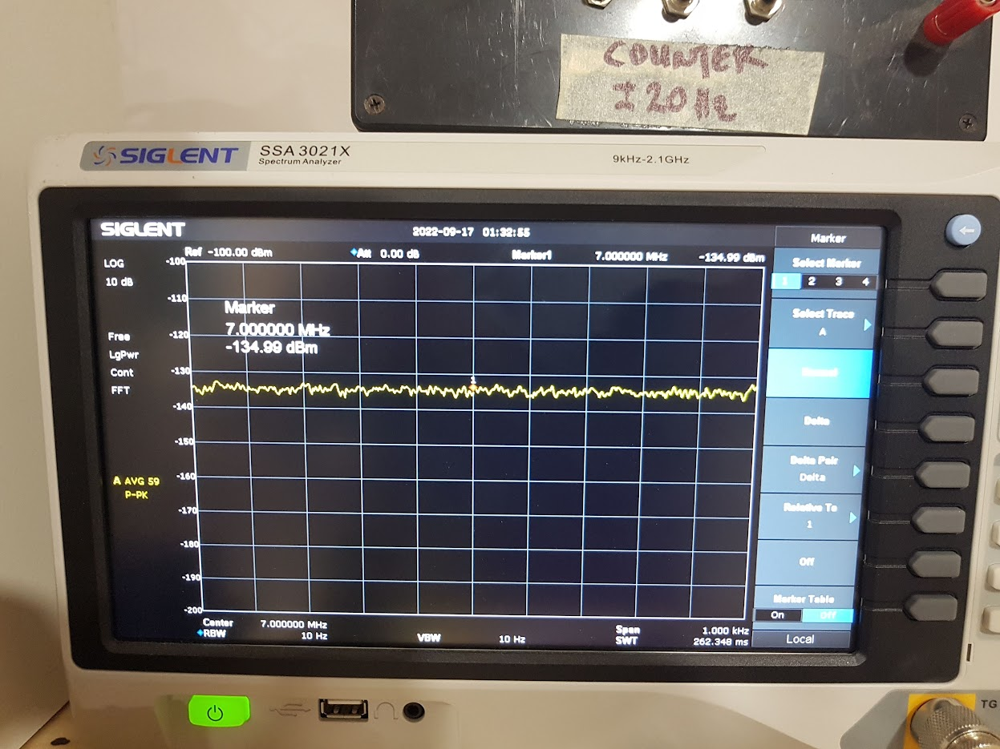 COUNTER
± 20 Hz
SIGLENT
SSA 3021X
Spectrum Analyzer
9kHz-2.1GHz
SIGLENT
2022-09-17 01:32:55
Marker
LOG
Ref -100.00 dBm
Att 0.00 dB
Marker1 7.000000 MHz -134.99 dBm
Select Marker
1 2 3 4
10 dB
-100
-110
-120
-130
-140
-150
-160
-170
-180
-190
-200
Marker
7.000000 MHz
-134.99 dBm
1
Free
LgPwr
Cont
FFT
A AVG 59
P-PK
Select Trace
A
Normal
Delta
Delta Pair
Delta
Relative To
1
Off
Marker Table
On Off
Local
Center 7.000000 MHz
RBW 10 Hz
VBW 10 Hz
Span 1.000 kHz
SWT 262.348 ms
TG